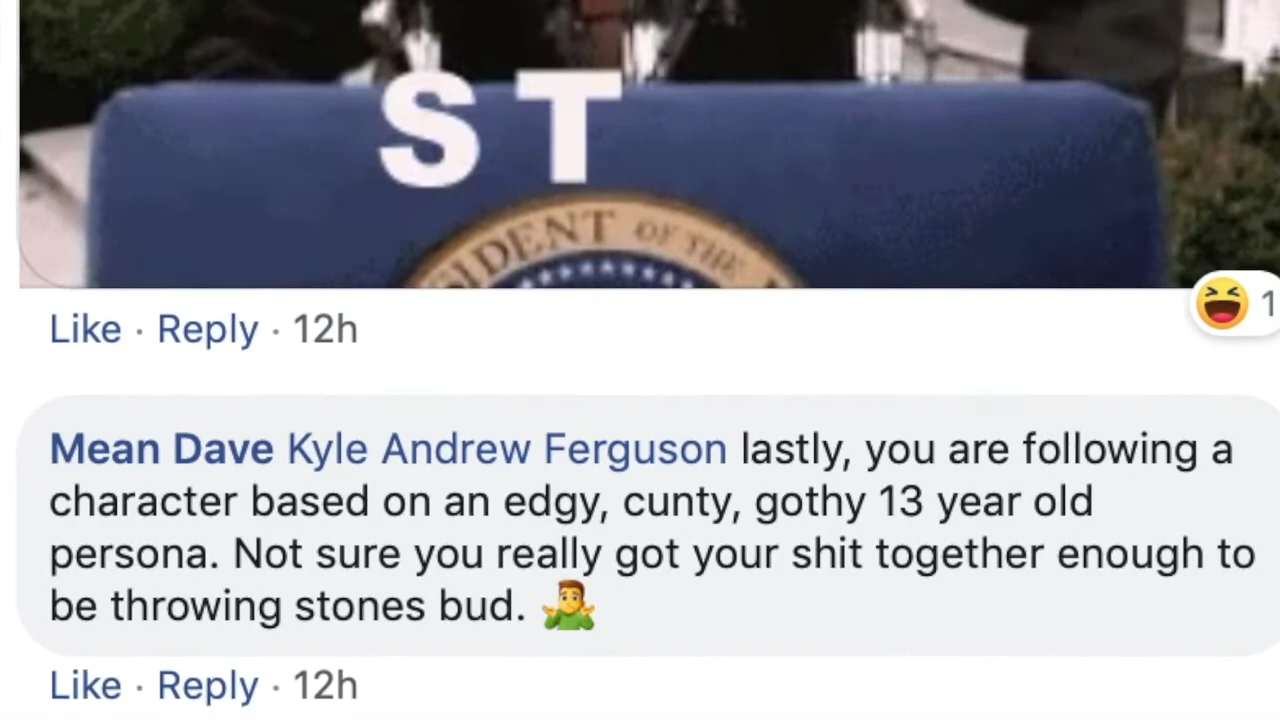 ST
IDENT OF THE
Like · Reply · 12h
1
Mean Dave Kyle Andrew Ferguson lastly, you are following a
character based on an edgy, cunty, gothy 13 year old
persona. Not sure you really got your shit together enough to
be throwing stones bud. 🤷‍♂️
Like · Reply · 12h